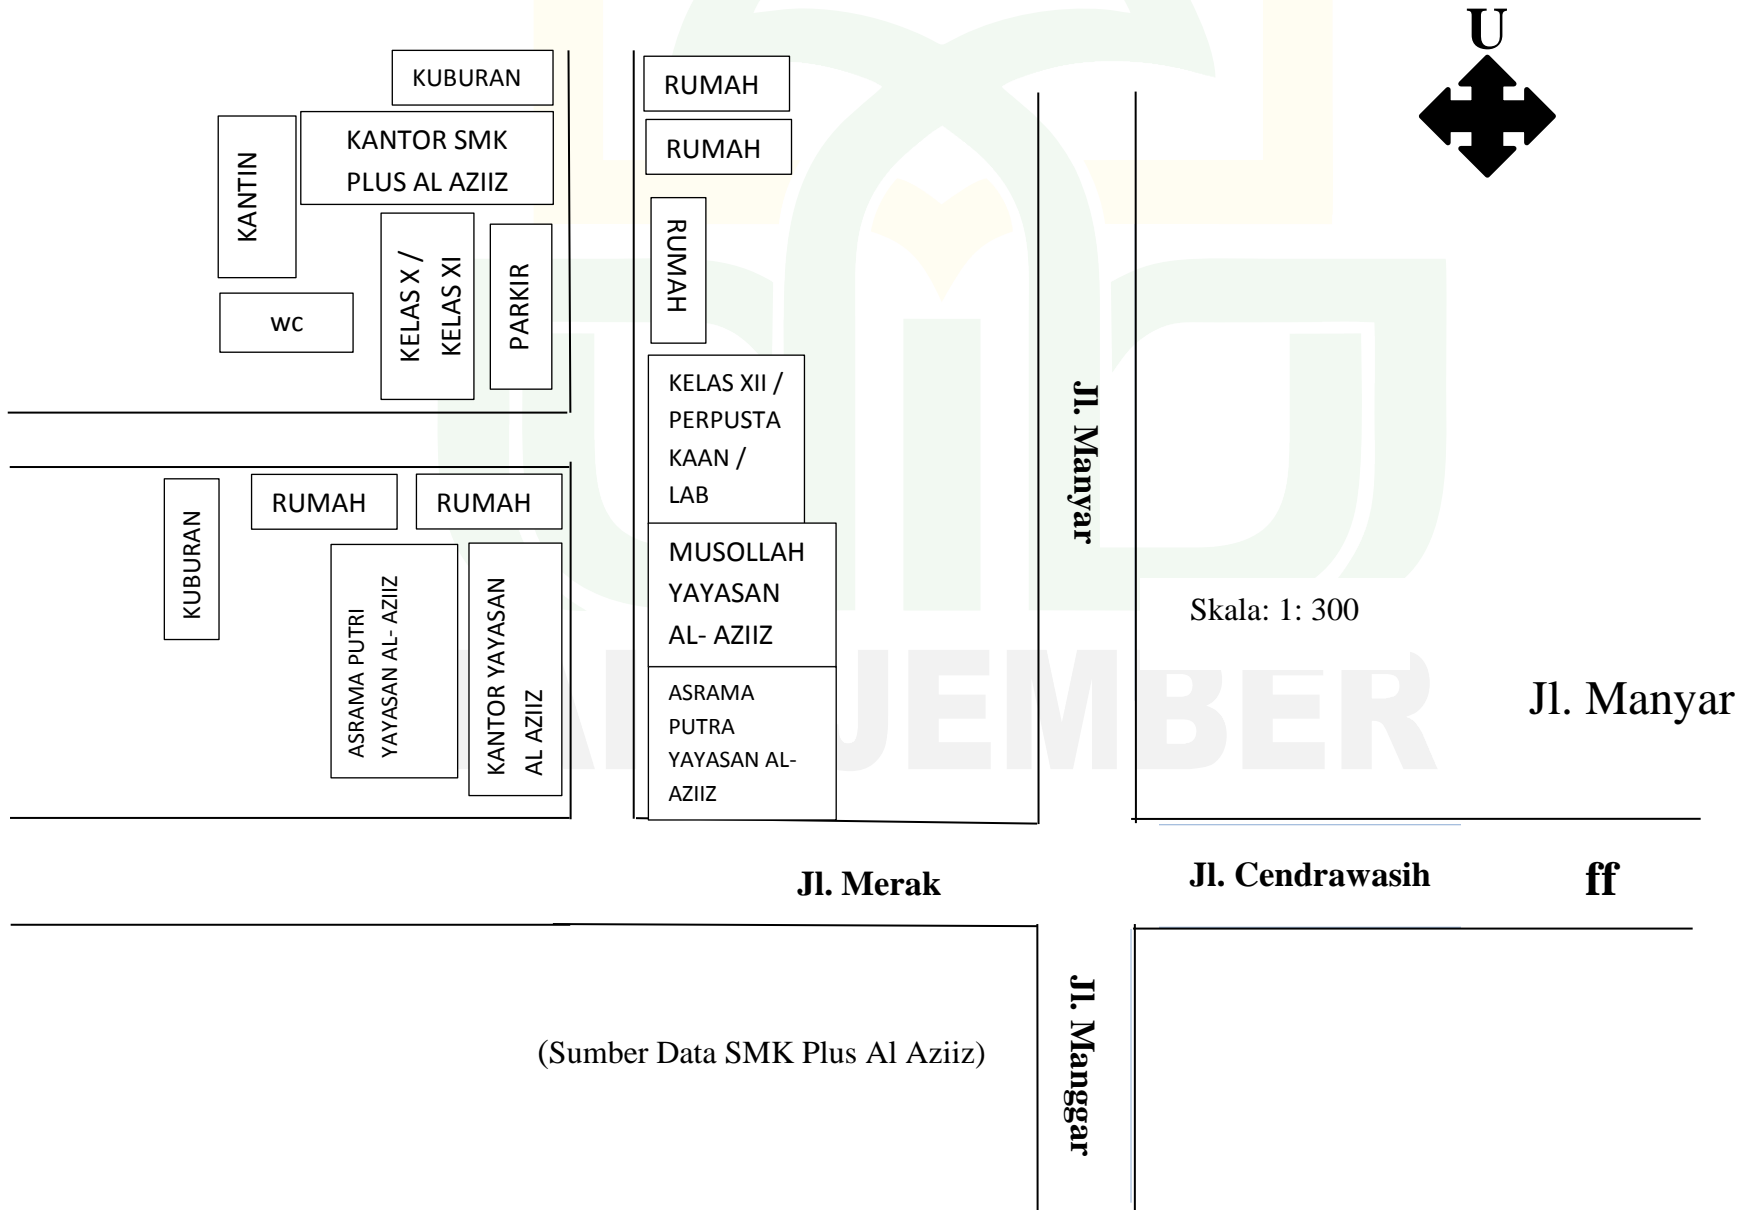 U
KUBURAN
RUMAH
KANTOR SMK
PLUS AL AZIIZ
RUMAH
KANTIN
RUMAH
KELAS X /
KELAS XI
PARKIR
wc
KELAS XII /
PERPUSTA
KAAN /
LAB
Jl. Manyar
KUBURAN
RUMAH
RUMAH
MUSOLLAH
YAYASAN
AL- AZIIZ
Skala: 1: 300
ASRAMA PUTRI
YAYASAN AL- AZIIZ
KANTOR YAYASAN
AL AZIIZ
ASRAMA
PUTRA
YAYASAN AL-
AZIIZ
JEMBER
Jl. Manyar
Jl. Merak
Jl. Cendrawasih
ff
Jl. Manggar
(Sumber Data SMK Plus Al Aziiz)